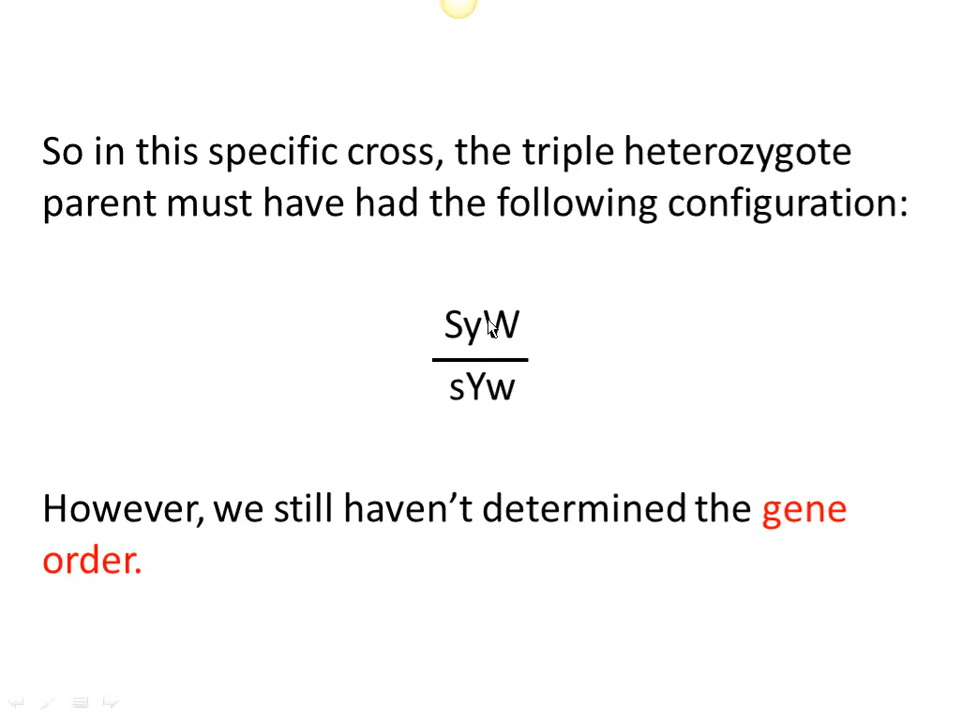 So in this specific cross, the triple heterozygote
parent must have had the following configuration:
SyW
sYw
However, we still haven’t determined the gene
order.